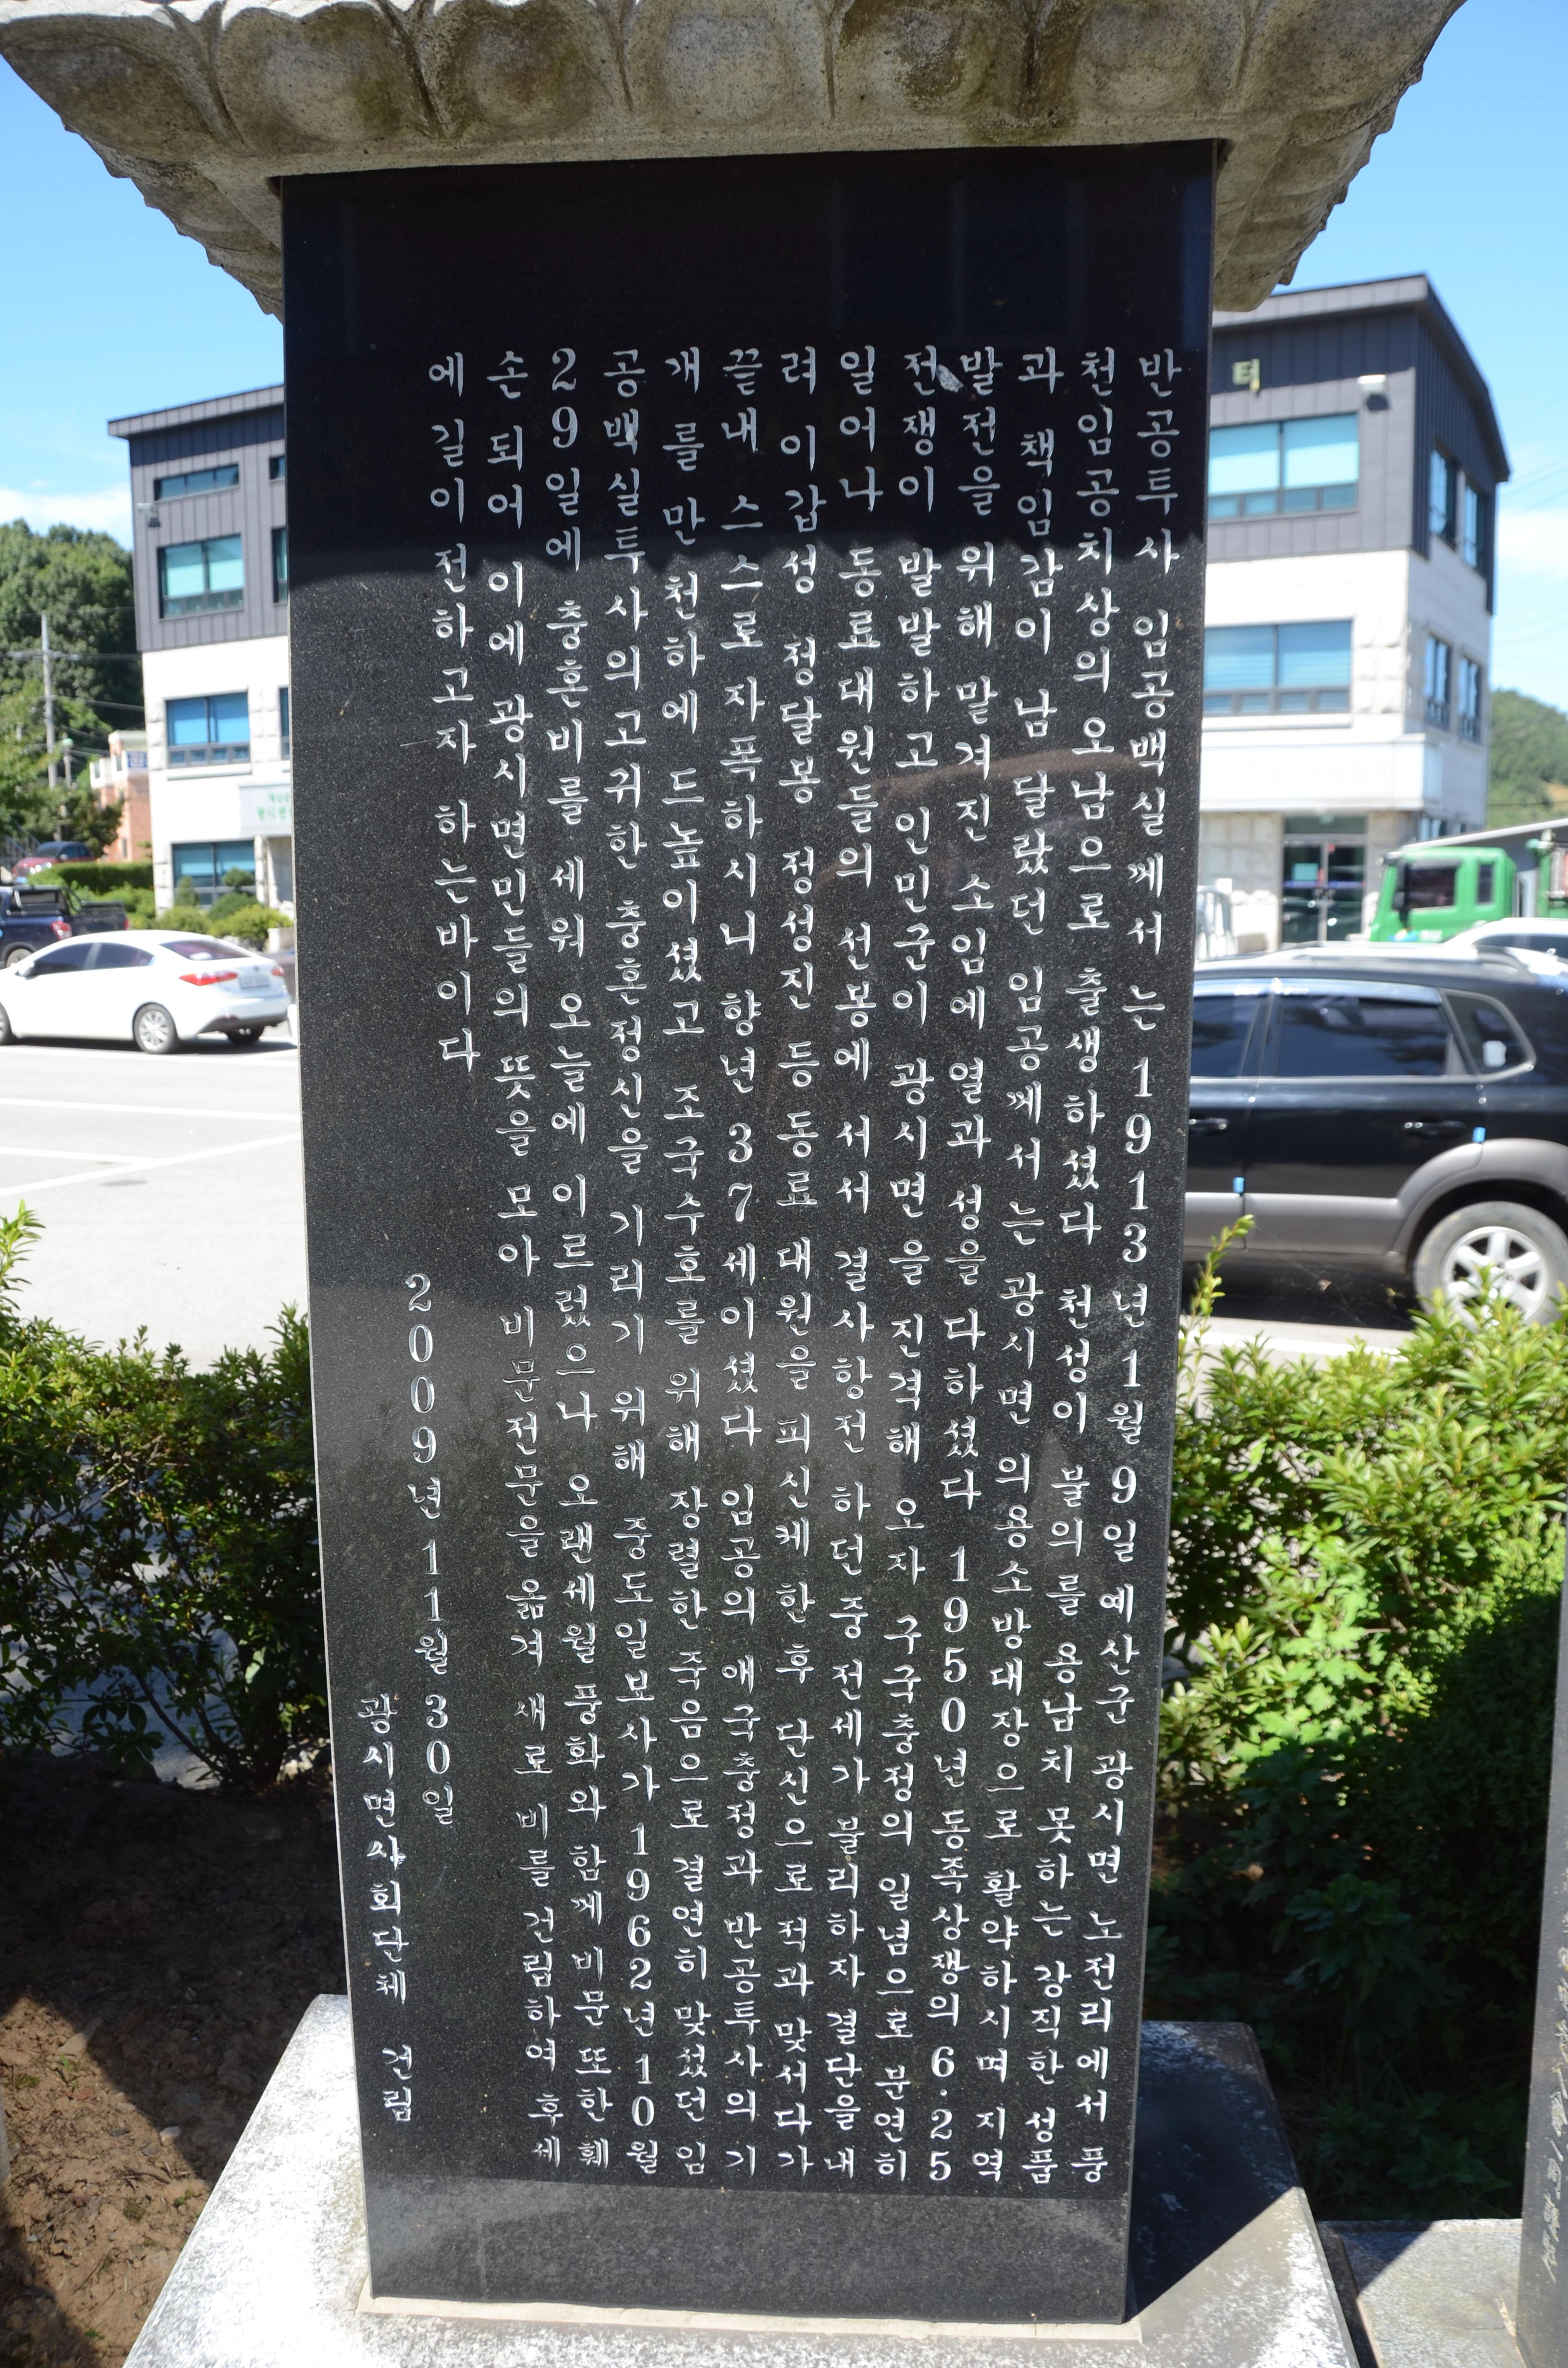 반공투사 임공백실께서는 1913년 1월 9일 예산군 광시면 노전리에서 풍
천임공치상의 오남으로 출생하셨다 천성이 불의를 용납치 못하는 강직한 성품
과 책임감이 남 달랐던 임공께서는 광시면 의용소방대장으로 활약하시며 지역
발전을 위해 맡겨진 소임에 열과 성을 다하셨다 1950년 동족상쟁의 6·25
전쟁이 발발하고 인민군이 광시면을 진격해 오자 구국충정의 일념으로 분연히
일어나 동료대원들의 선봉에 서서 결사항전 하던중 전세가 불리하자 결단을내
려 이갑성 정달봉 정성진 등 동료 대원을 피신케한후 단신으로 적과 맞서다가
끝내 스스로 자폭하시니 향년 37세이셨다 임공의 애국충정과 반공투사의 기
개를 만천하에 드높이셨고 조국수호를 위해 장렬한죽음으로 결연히 맞섰던 임
공백실투사의고귀한 충혼정신을 기리기 위해 중도일보사가 1962년 10월
29일에 충혼비를 세워 오늘에 이르렀으나 오랜세월 풍화와 함께 비문또한 훼
손 되어 이에 광시면민들의 뜻을 모아 비문전문을 옮겨 새로 비를 건립하여 후세
에길이 전하고자 하는바이다
2009년 11월 30일
광시면사회단체 건립
터